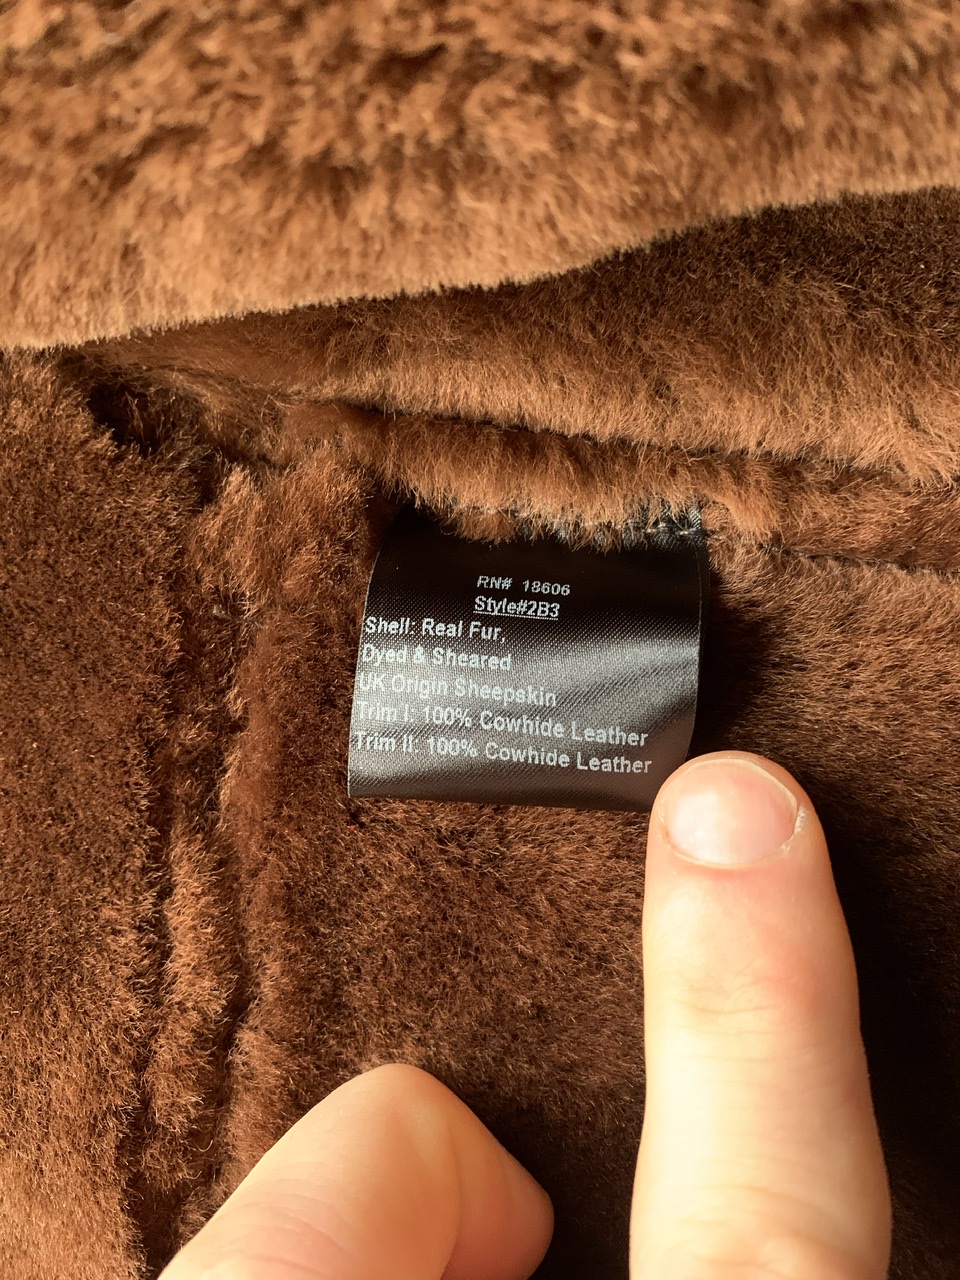 RN# 18606
Style#2B3
Shell: Real Fur,
Dyed & Sheared
UK Origin Sheepskin
Trim I: 100% Cowhide Leather
Trim II: 100% Cowhide Leather